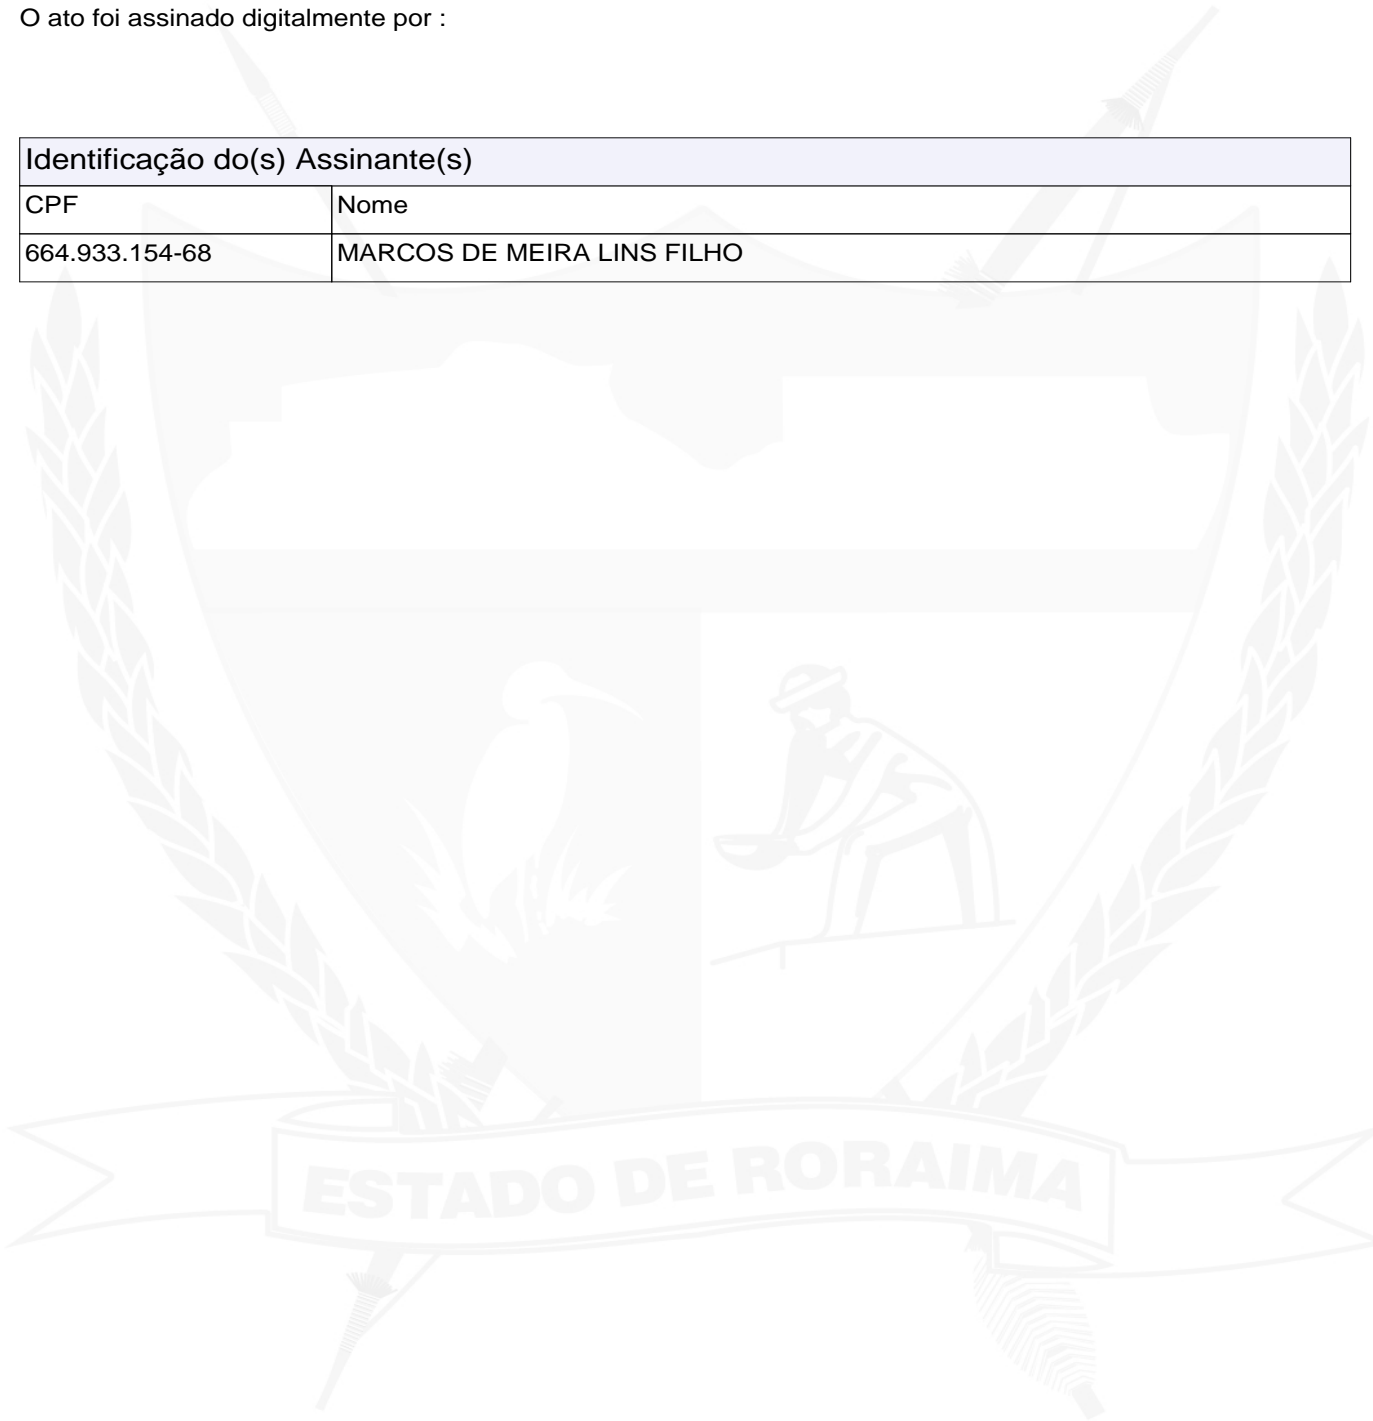 O ato foi assinado digitalmente por :
Identificação do(s) Assinante(s)
CPF Nome
664.933.154-68 MARCOS DE MEIRA LINS FILHO
ESTADO DE RORAIMA